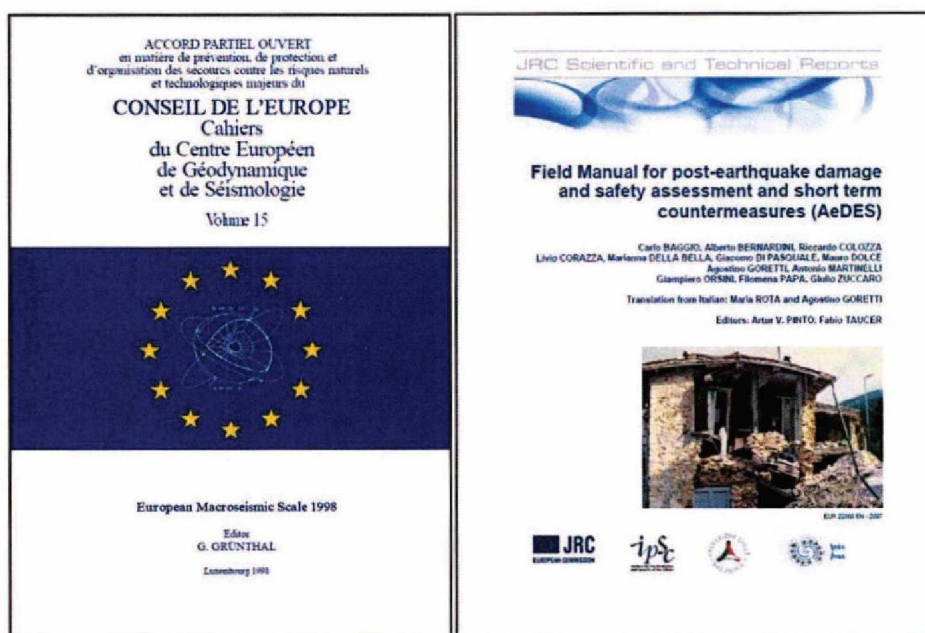 ACCORD PARTIEL OUVERT
en matière de prévention, de protection et
d'organisation des secours contre les risques naturels
et technologiques majeurs du
CONSEIL DE L'EUROPE
Cahiers
du Centre Européen
de Géodynamique
et de Séismologie
Volume 15
European Macroseismic Scale 1998
Editor
G. GRÜNTHAL
Luxembourg 1998
JRC Scientific and Technical Reports
Field Manual for post-earthquake damage
and safety assessment and short term
countermeasures (AeDES)
Carlo BAGGIO, Alberto BERNARDINI, Riccardo COLOZZA
Livio CORAZZA, Marianna DELLA BELLA, Giacomo DI PASQUALE, Mauro DOLCE
Agostino GORETTI, Antonio MARTINELLI
Giampiero ORSINI, Filomena PAPA, Giulio ZUCCARO
Translation from Italian: Maria ROTA and Agostino GORETTI
Editors: Artur V. PINTO, Fabio TAUCER
EUR EN - 2007
JRC
EUROPEAN COMMISSION
ipsc